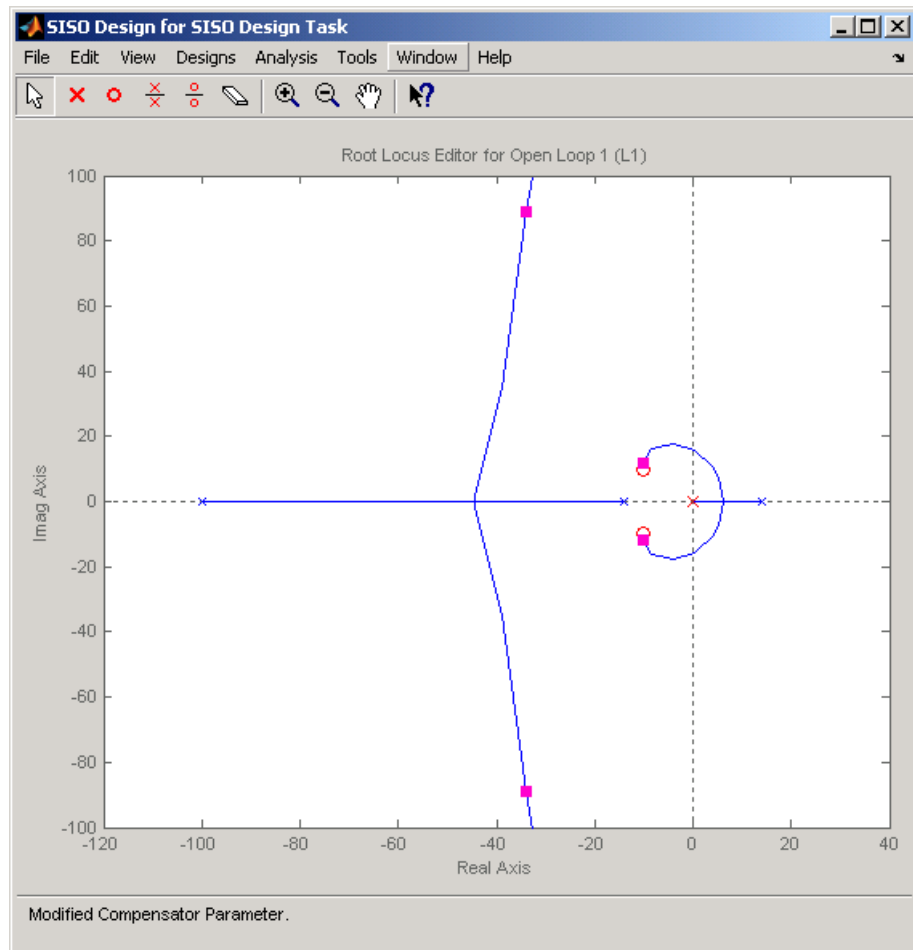 SISO Design for SISO Design Task
File Edit View Designs Analysis Tools Window Help
Root Locus Editor for Open Loop 1 (L1)
100
80
60
40
20
0
-20
-40
-60
-80
-100
Imag Axis
-120 -100 -80 -60 -40 -20 0 20 40
Real Axis
Modified Compensator Parameter.